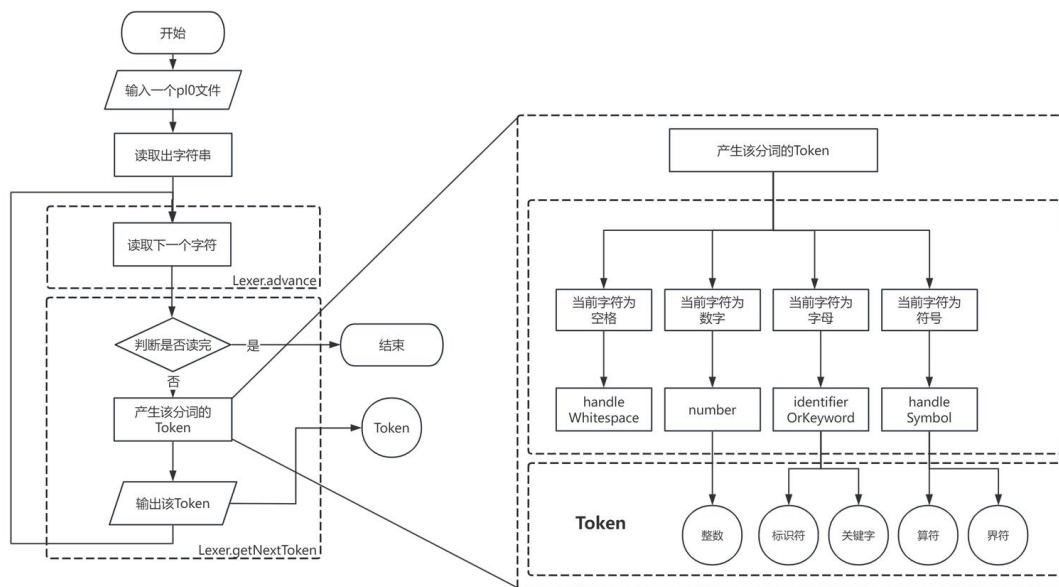 开始
输入一个pl0文件
读取出字符串
读取下一个字符
Lexer.advance
判断是否读完
是
结束
否
产生该分词的
Token
Token
输出该Token
Lexer.getNextToken
产生该分词的Token
当前字符为
空格
当前字符为
数字
当前字符为
字母
当前字符为
符号
handle
Whitespace
number
identifier
OrKeyword
handle
Symbol
Token
整数
标识符
关键字
算符
界符